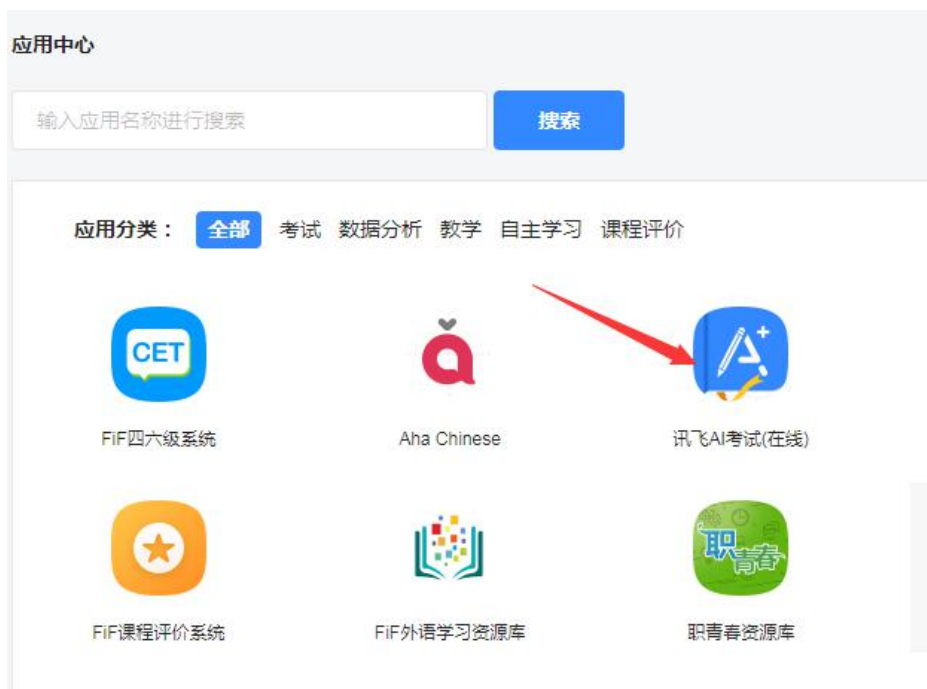 应用中心
输入应用名称进行搜索 搜索
应用分类： 全部 考试 数据分析 教学 自主学习 课程评价
CET
FiF四六级系统 Aha Chinese 讯飞AI考试(在线)
职青春
FiF课程评价系统 FiF外语学习资源库 职青春资源库